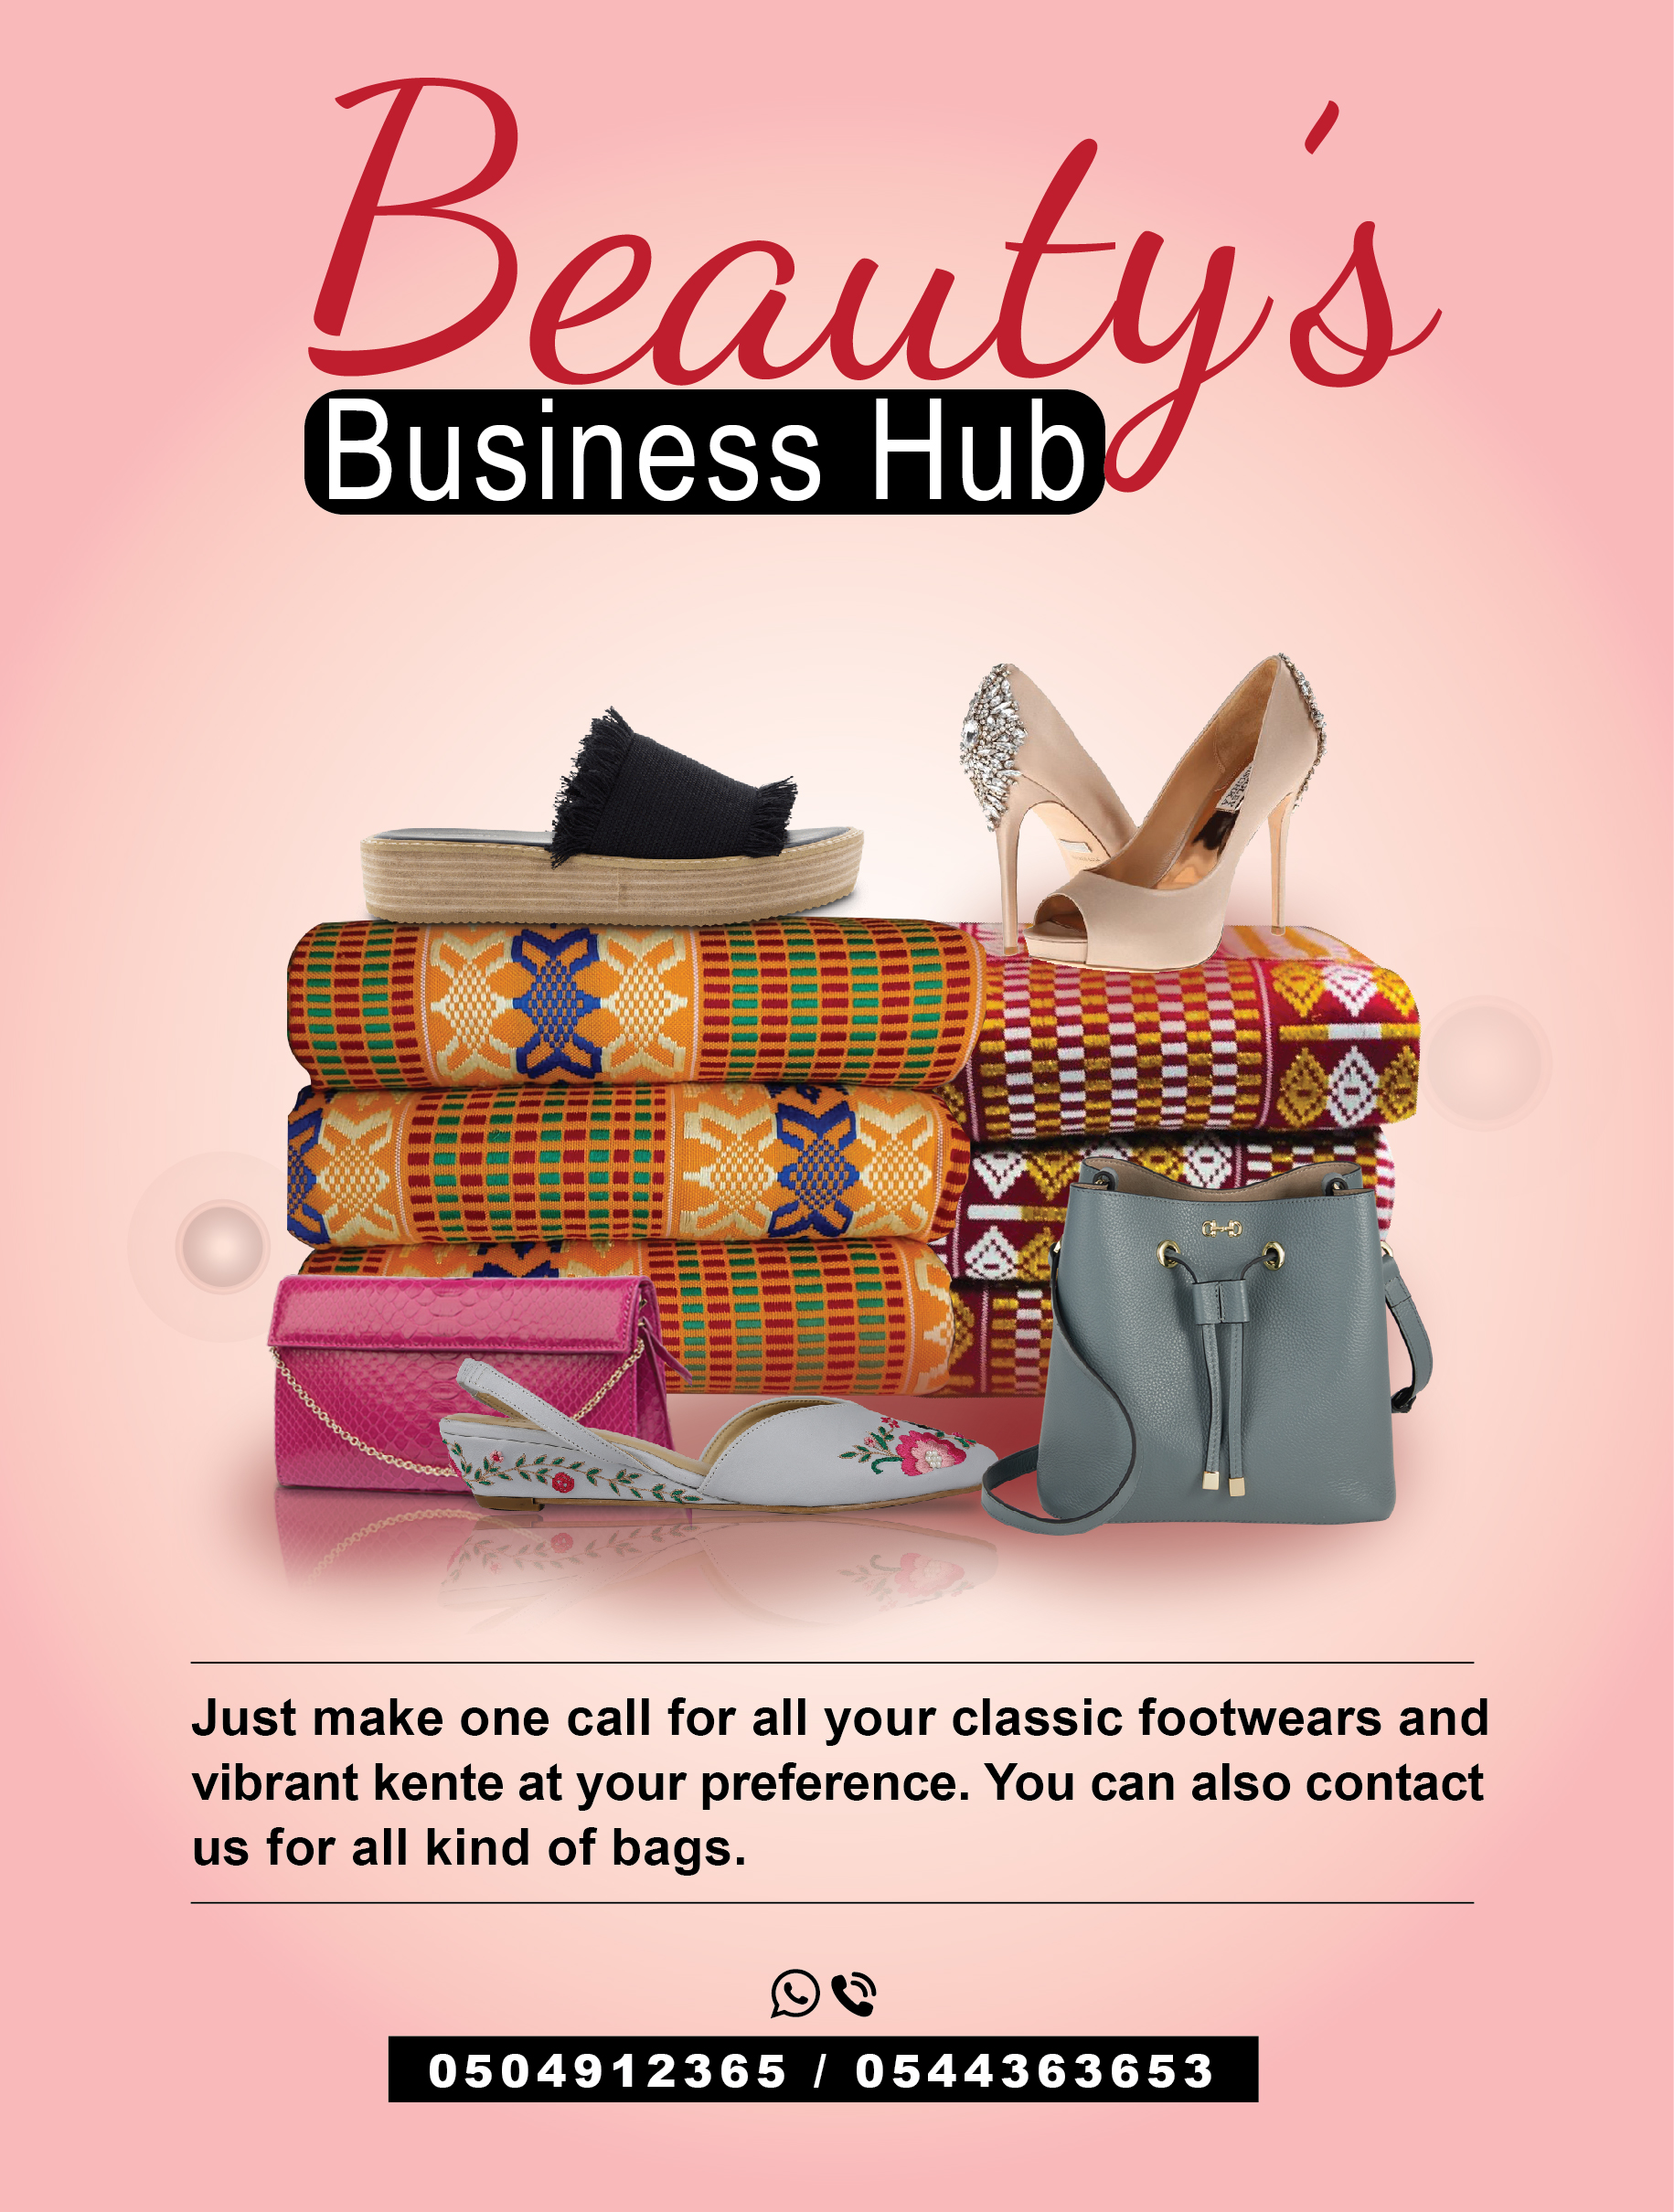 Beauty's
Business Hub
Just make one call for all your classic footwears and
vibrant kente at your preference. You can also contact
us for all kind of bags.
0504912365 / 0544363653